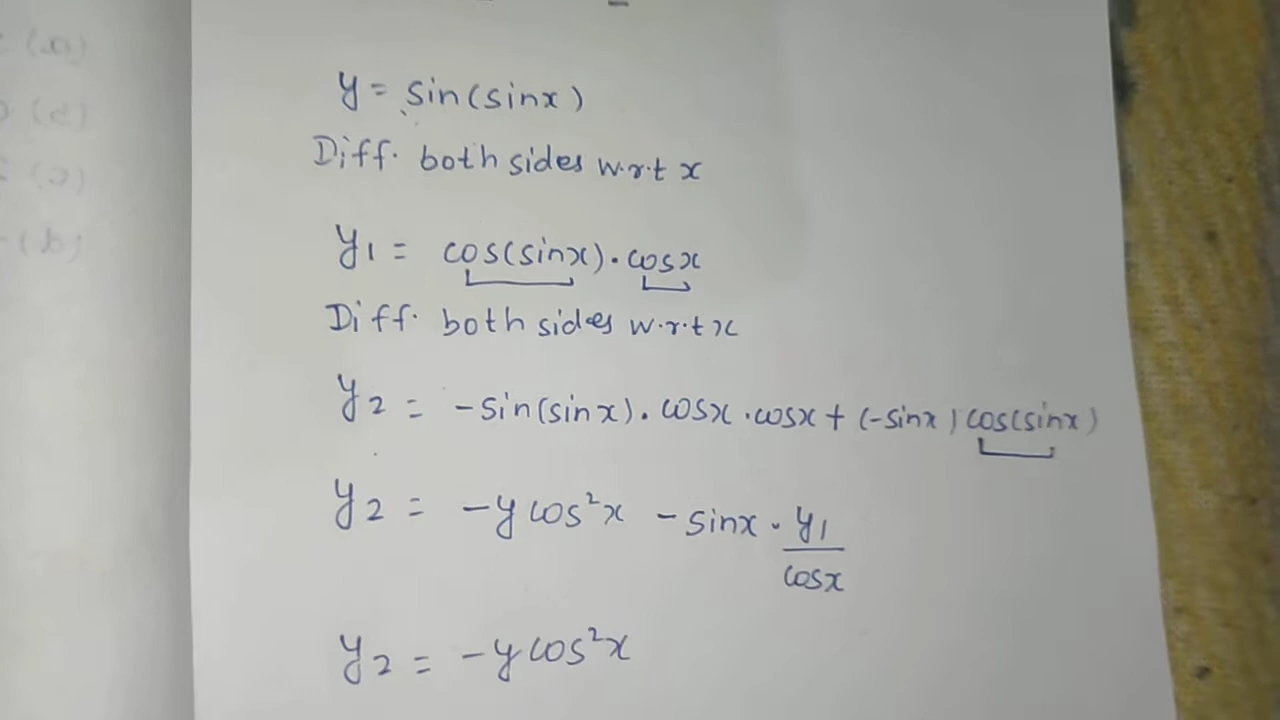 y = sin(sinx)
Diff. both sides w.r.t x
y1 = cos(sinx).cosx
Diff. both sides w.r.t x
y2 = -sin(sinx).cosx.cosx + (-sinx) cos(sinx)
y2 = -y cos²x - sinx . y1/cosx
y2 = -y cos²x